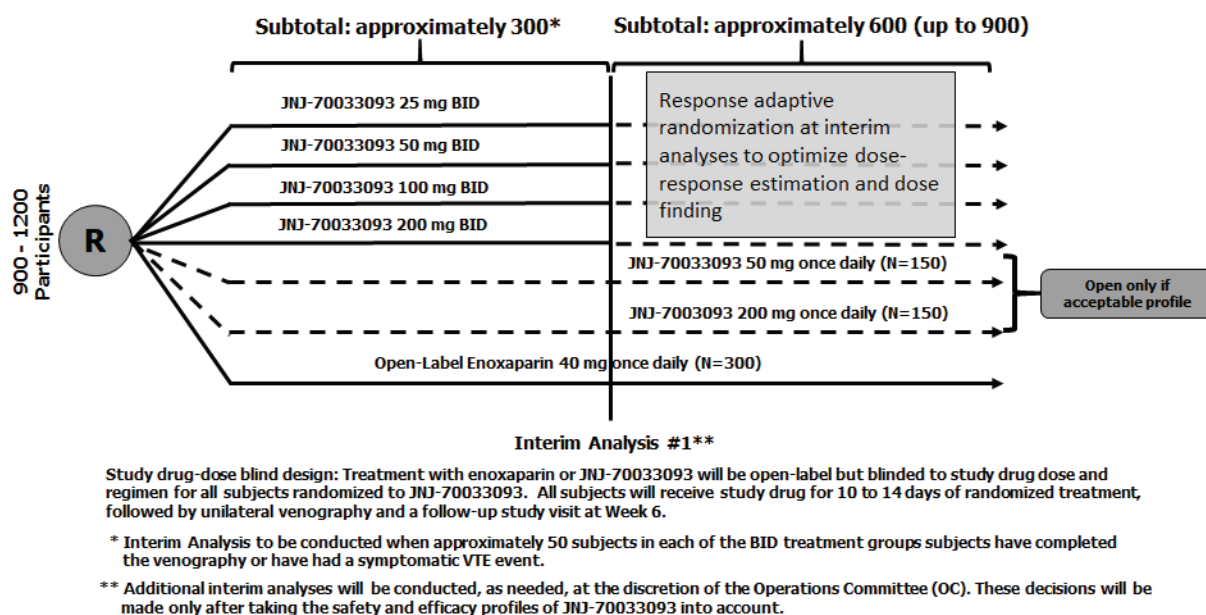 Subtotal: approximately 300*
Subtotal: approximately 600 (up to 900)
JNJ-70033093 25 mg BID
JNJ-70033093 50 mg BID
JNJ-70033093 100 mg BID
JNJ-70033093 200 mg BID
Response adaptive
randomization at interim
analyses to optimize dose-
response estimation and dose
finding
900 - 1200
Participants
R
JNJ-70033093 50 mg once daily (N=150)
JNJ-7003093 200 mg once daily (N=150)
Open only if
acceptable profile
Open-Label Enoxaparin 40 mg once daily (N=300)
Interim Analysis #1**
Study drug-dose blind design: Treatment with enoxaparin or JNJ-70033093 will be open-label but blinded to study drug dose and
regimen for all subjects randomized to JNJ-70033093. All subjects will receive study drug for 10 to 14 days of randomized treatment,
followed by unilateral venography and a follow-up study visit at Week 6.
* Interim Analysis to be conducted when approximately 50 subjects in each of the BID treatment groups subjects have completed
the venography or have had a symptomatic VTE event.
** Additional interim analyses will be conducted, as needed, at the discretion of the Operations Committee (OC). These decisions will be
made only after taking the safety and efficacy profiles of JNJ-70033093 into account.